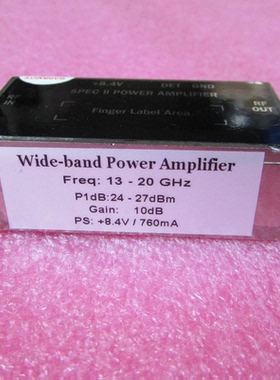 +8.4V DET GND
SPEC II POWER AMPLIFIER
RF IN
RF OUT
Finger Label Area
Wide-band Power Amplifier
Freq: 13 - 20 GHz
P1dB:24 - 27dBm
Gain: 10dB
PS: +8.4V / 760mA